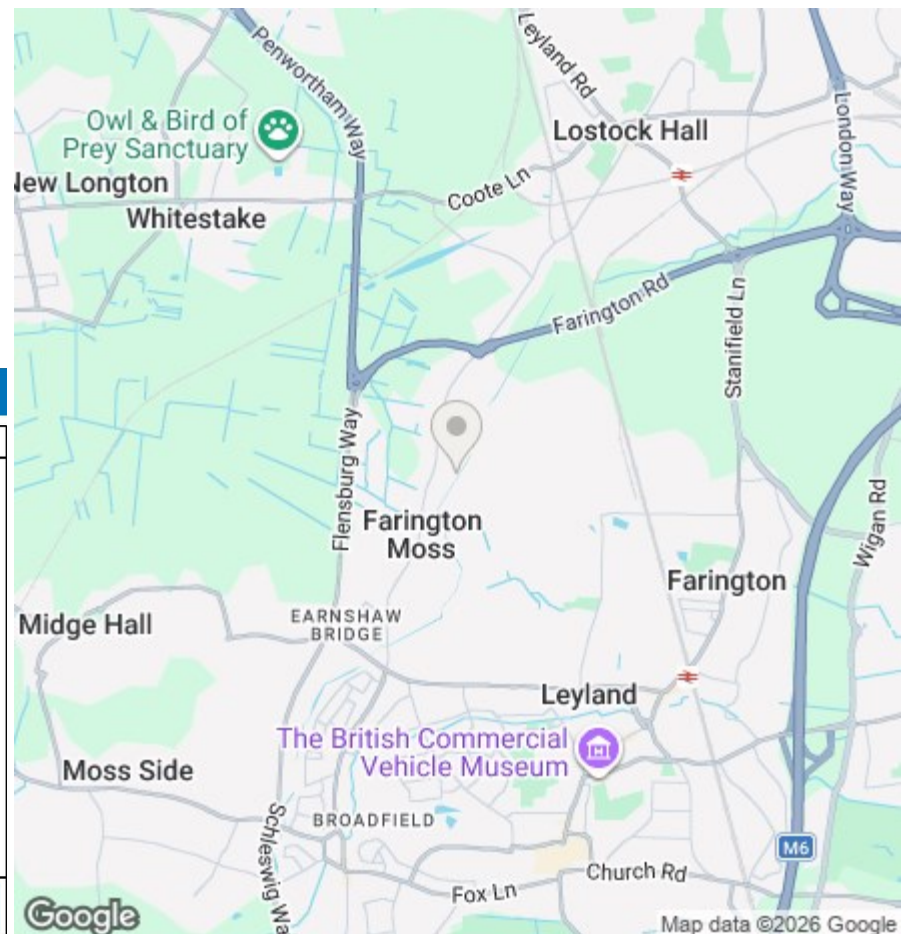 Penwortham Way
Leyland Rd
London Way
Owl & Bird of
Prey Sanctuary
Lostock Hall
New Longton
Whitestake
Coote Ln
Farington Rd
Stanifield Ln
Flensburg Way
Farington
Moss
Wigan Rd
Farington
Midge Hall
EARNSHAW
BRIDGE
Leyland
The British Commercial
Vehicle Museum
Moss Side
BROADFIELD
Schleswig Wa
M6
Church Rd
Fox Ln
Google
Map data ©2026 Google